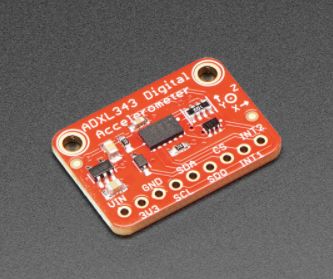 ADXL343 Digital
Accelerometer
Z
Y
X
VIN
3V3
GND
SCL
SDA
SDO
CS
INT1
INT2